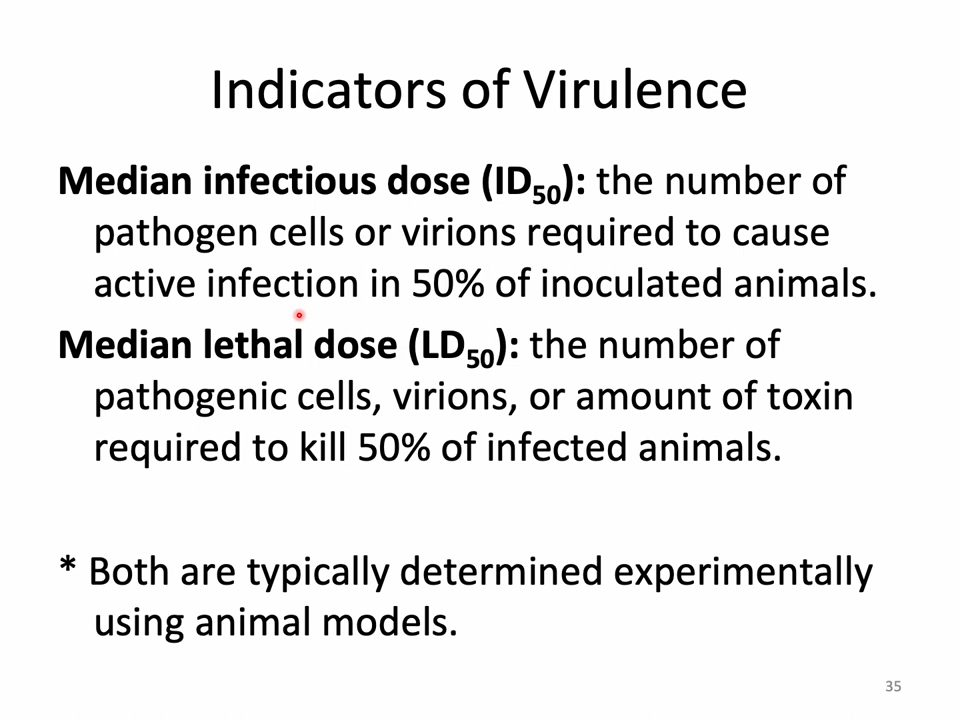 Indicators of Virulence
Median infectious dose (ID50): the number of
pathogen cells or virions required to cause
active infection in 50% of inoculated animals.
Median lethal dose (LD50): the number of
pathogenic cells, virions, or amount of toxin
required to kill 50% of infected animals.
* Both are typically determined experimentally
using animal models.
35